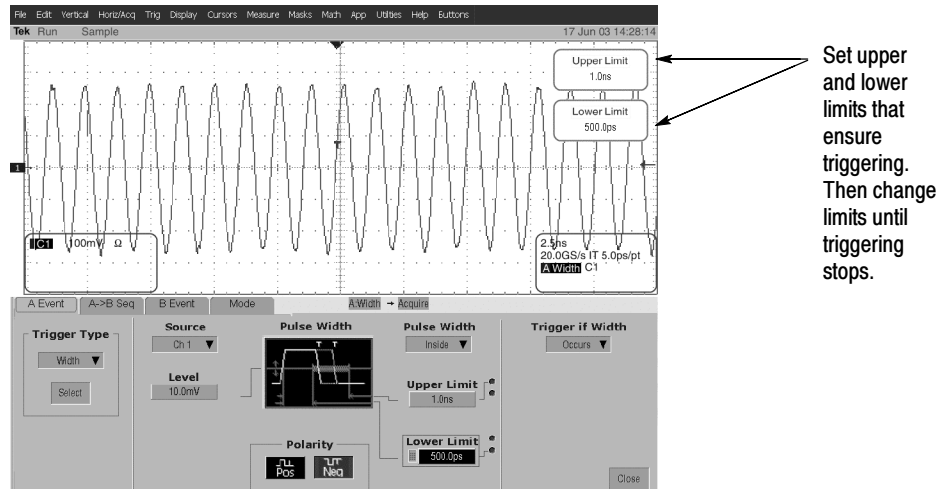 File Edit Vertical Horiz/Acq Trig Display Cursors Measure Masks Math App Utilities Help Buttons
Tek Run Sample 17 Jun 03 14:28:14
Upper Limit
1.0ns
Lower Limit
500.0ps
1
C1 100mV Ω
2.5ns
20.0GS/s IT 5.0ps/pt
A Width C1
Set upper
and lower
limits that
ensure
triggering.
Then change
limits until
triggering
stops.
A Event A->B Seq B Event Mode A:Width → Acquire
Trigger Type
Width
Select
Source
Ch 1
Level
10.0mV
Pulse Width
T T
Polarity
Pos Neg
Pulse Width
Inside
Upper Limit
1.0ns
Lower Limit
500.0ps
Trigger if Width
Occurs
Close